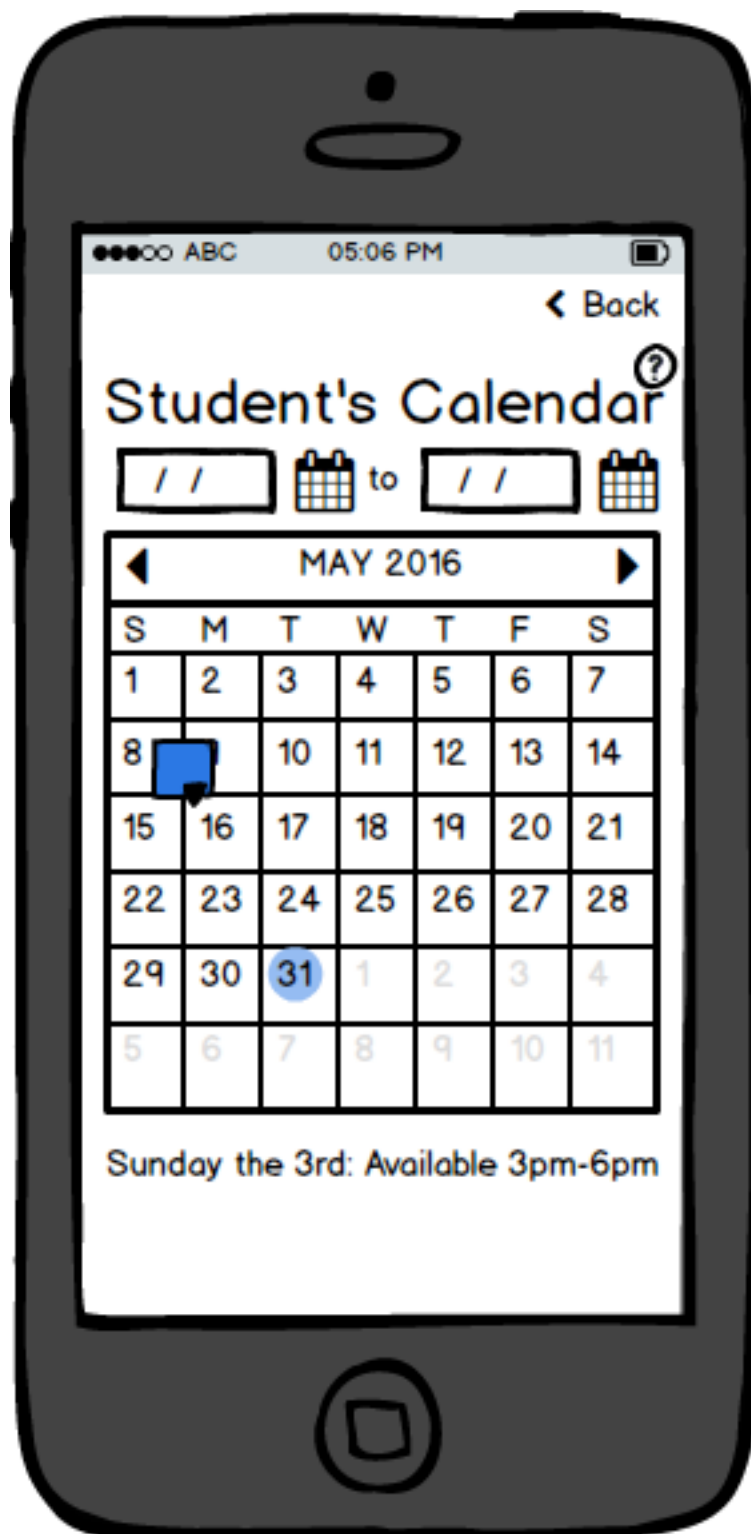 ABC 05:06 PM
Back
?
Student's Calendar
/ / to / /
MAY 2016
S M T W T F S
1 2 3 4 5 6 7
8 10 11 12 13 14
15 16 17 18 19 20 21
22 23 24 25 26 27 28
29 30 31 1 2 3 4
5 6 7 8 9 10 11
Sunday the 3rd: Available 3pm-6pm